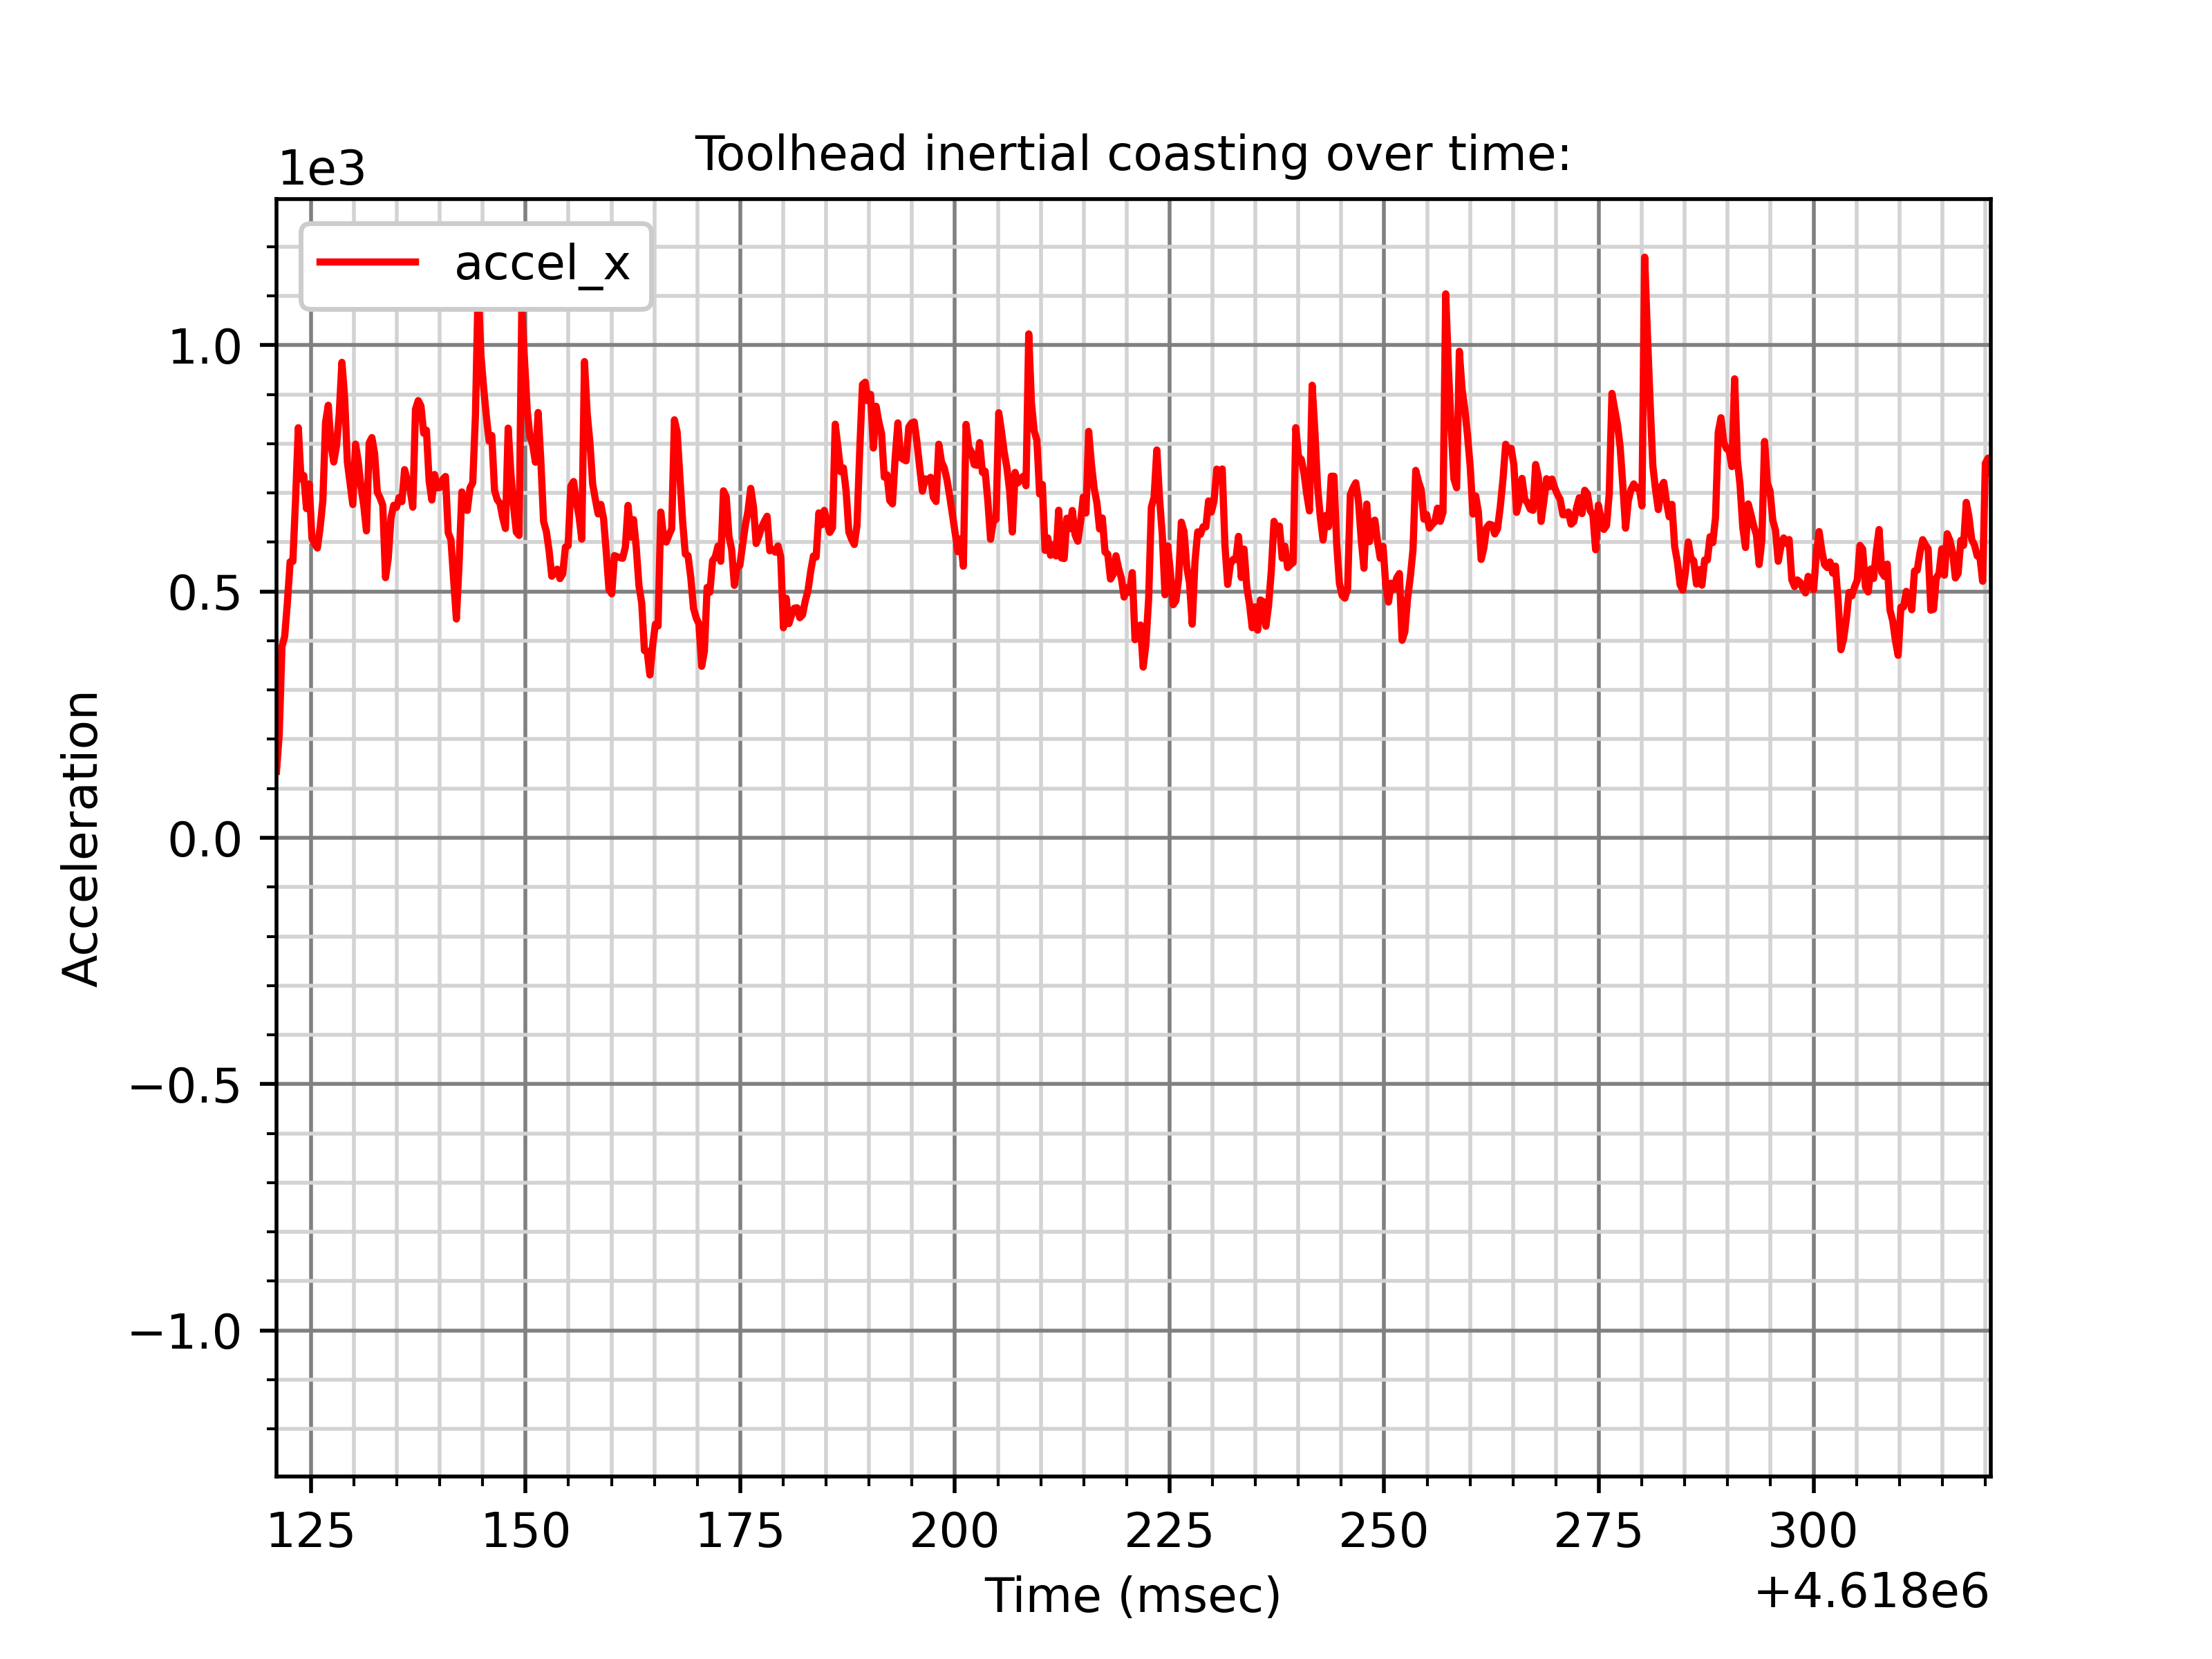 Toolhead inertial coasting over time:
1e3
accel_x
1.0
0.5
0.0
−0.5
−1.0
Acceleration
125 150 175 200 225 250 275 300
Time (msec)
+4.618e6